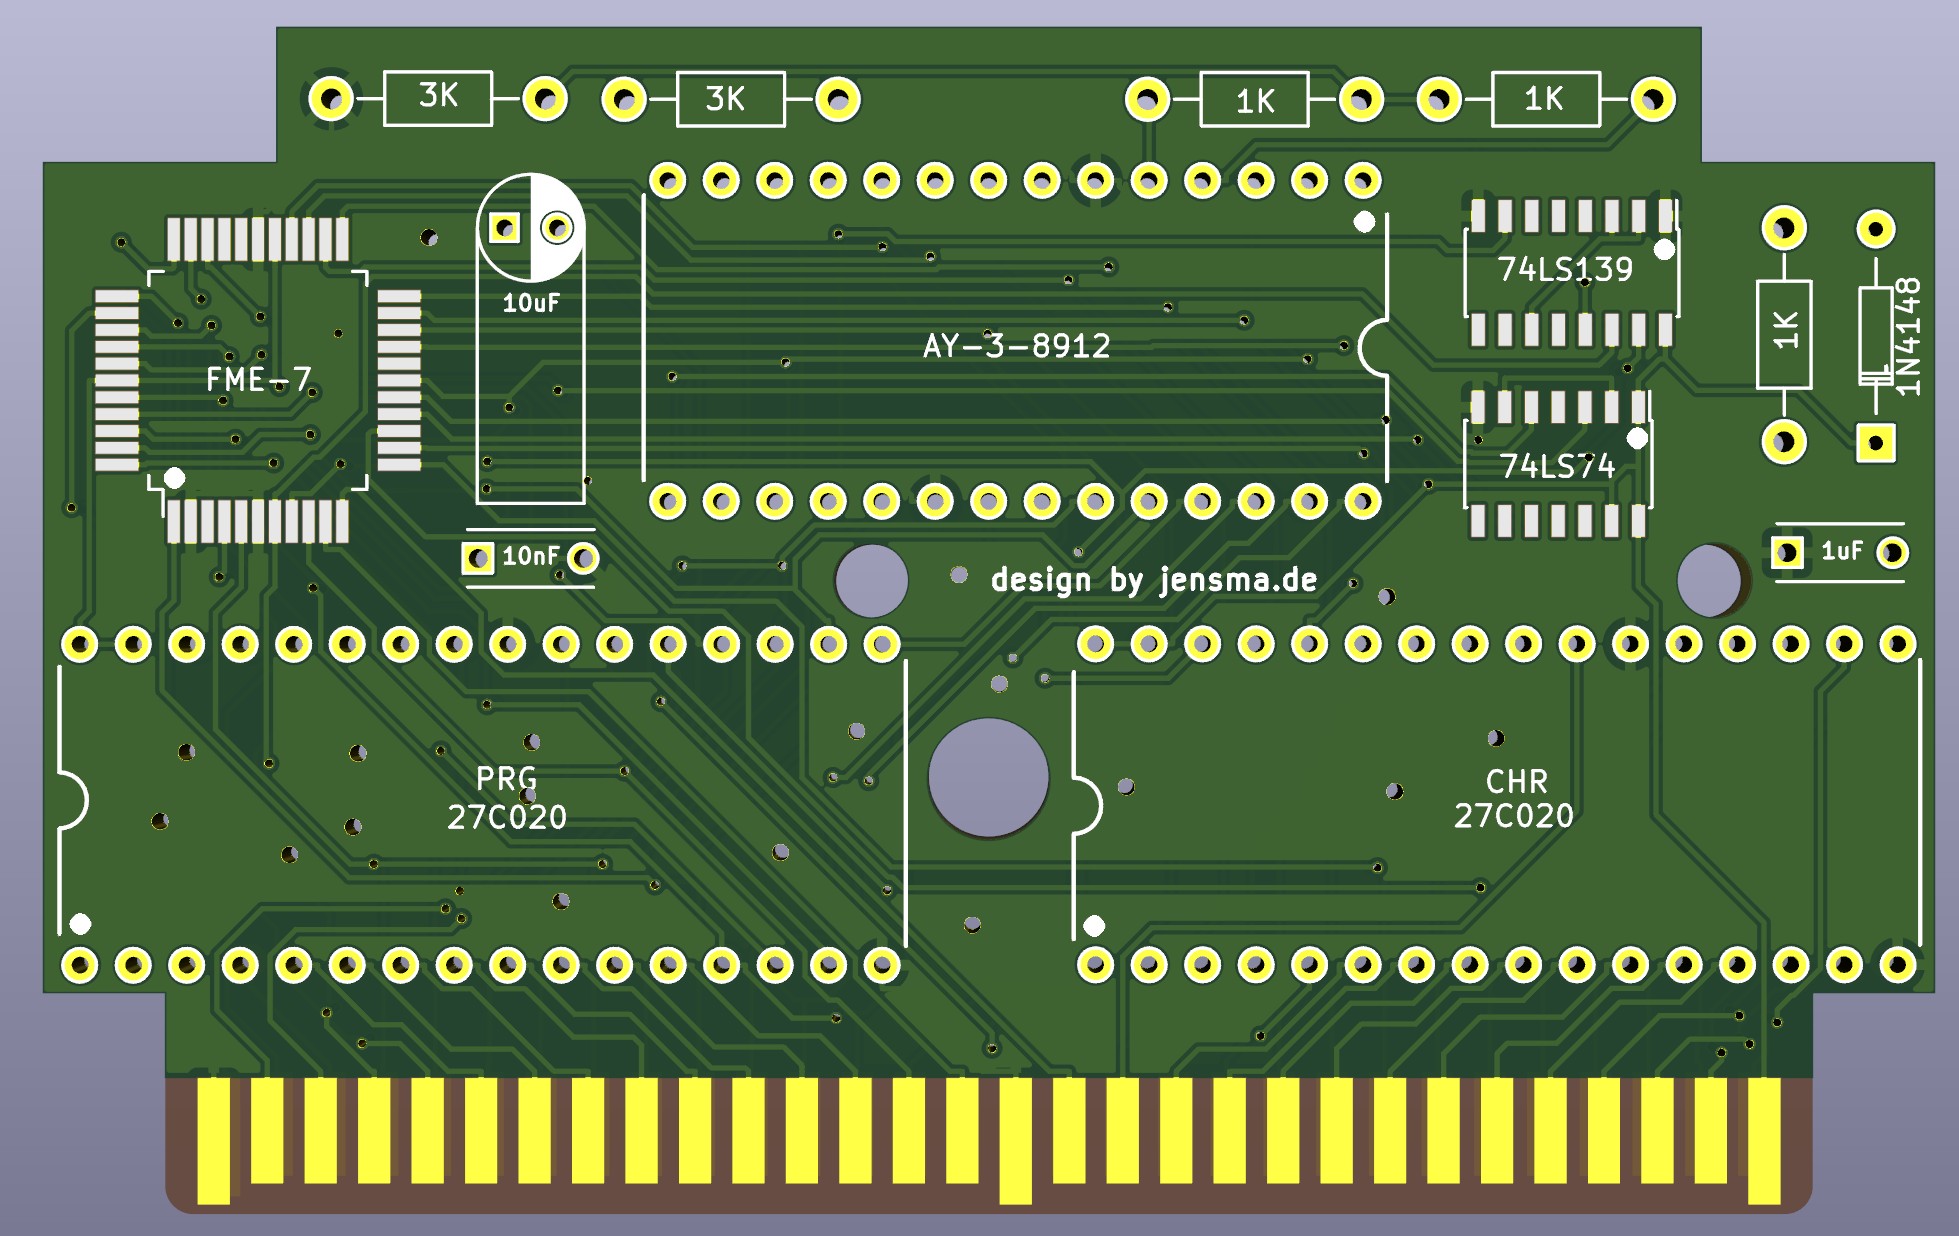 3K
3K
1K
1K
10uF
74LS139
1K
1N4148
AY-3-8912
FME-7
74LS74
10nF
1uF
design by jensma.de
PRG
27C020
CHR
27C020